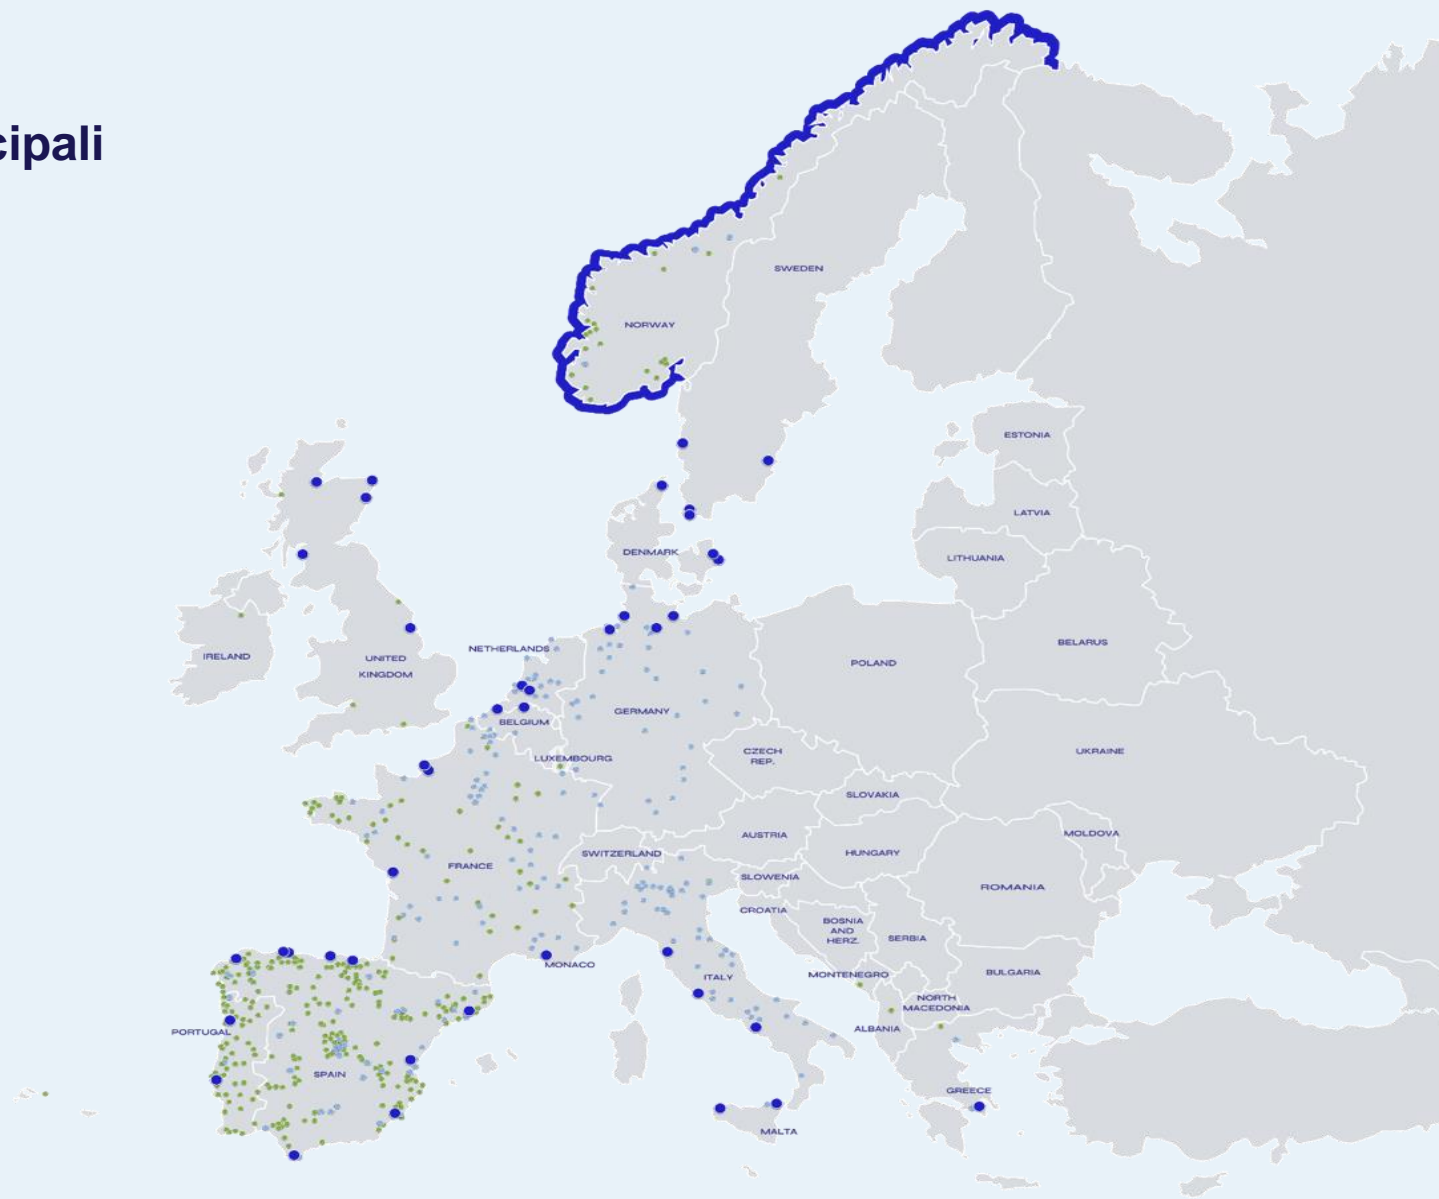 cipali
SWEDEN
NORWAY
ESTONIA
LATVIA
DENMARK
LITHUANIA
BELARUS
NETHERLANDS
IRELAND
UNITED
KINGDOM
POLAND
GERMANY
BELGIUM
LUXEMBOURG
CZECH
REP.
UKRAINE
SLOVAKIA
AUSTRIA
MOLDOVA
SWITZERLAND
HUNGARY
FRANCE
SLOWENIA
ROMANIA
CROATIA
BOSNIA
AND
HERZ.
SERBIA
MONACO
ITALY
MONTENEGRO
BULGARIA
NORTH
MACEDONIA
PORTUGAL
ALBANIA
SPAIN
GREECE
MALTA